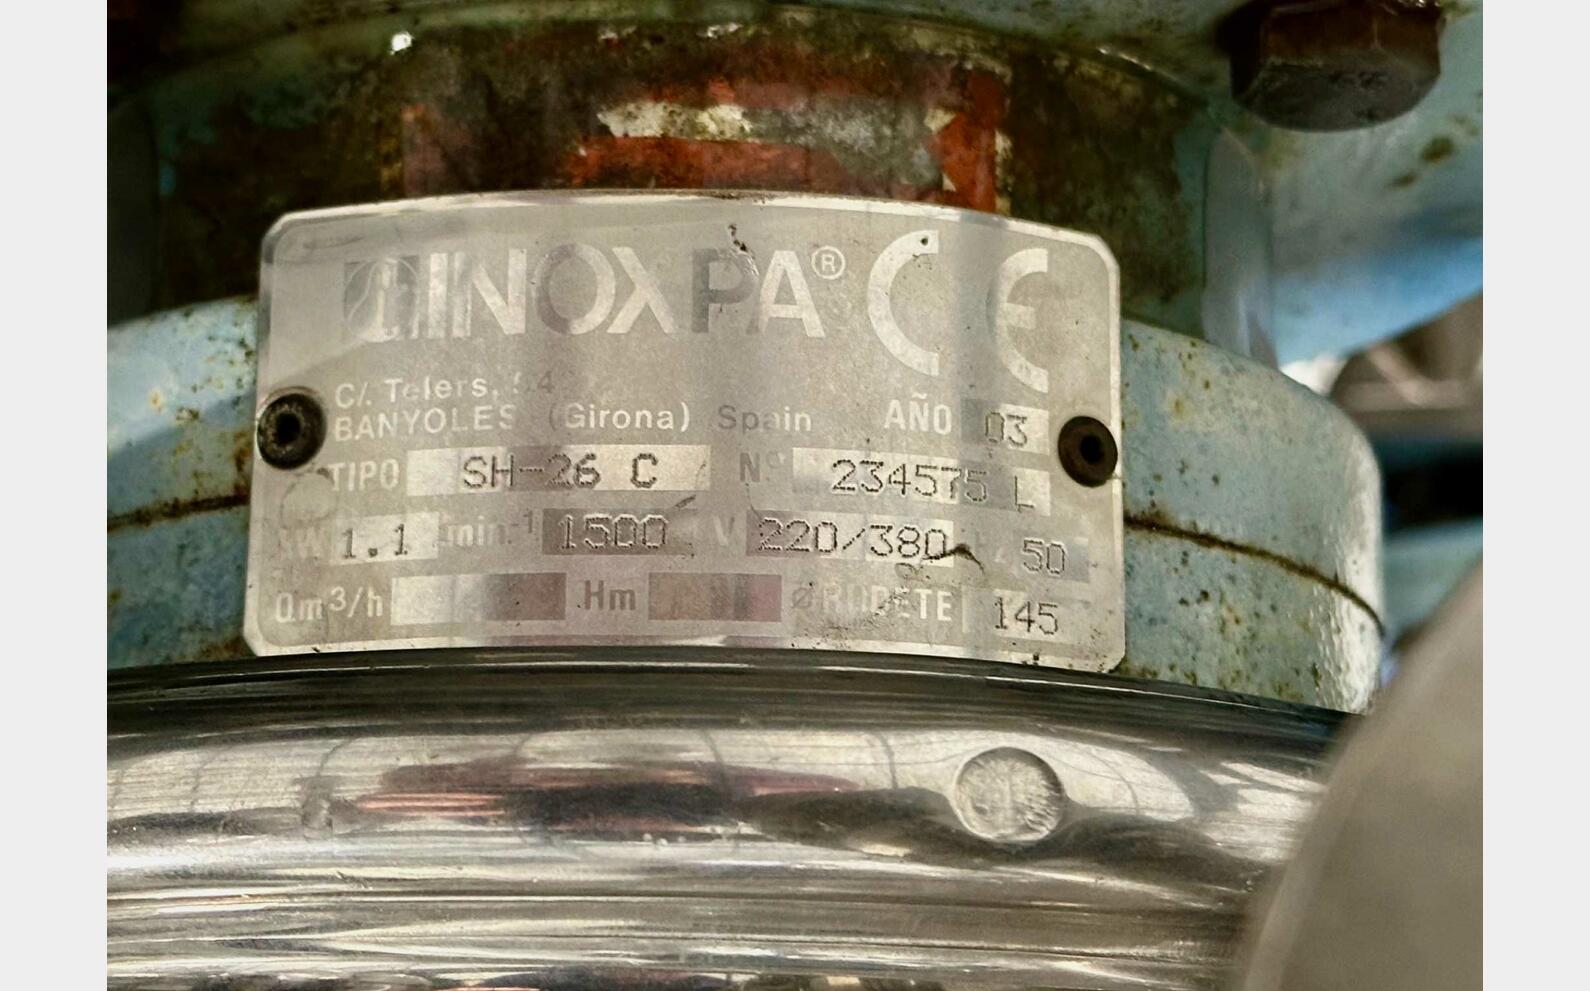 INOXPA® CE
C/. Telers, 54
BANYOLES (Girona) Spain AÑO 03
TIPO SH-26 C Nº 234575 L
KW 1.1 min-1 1500 V 220/380 Hz 50
Qm3/h Hm Ø RODETE 145